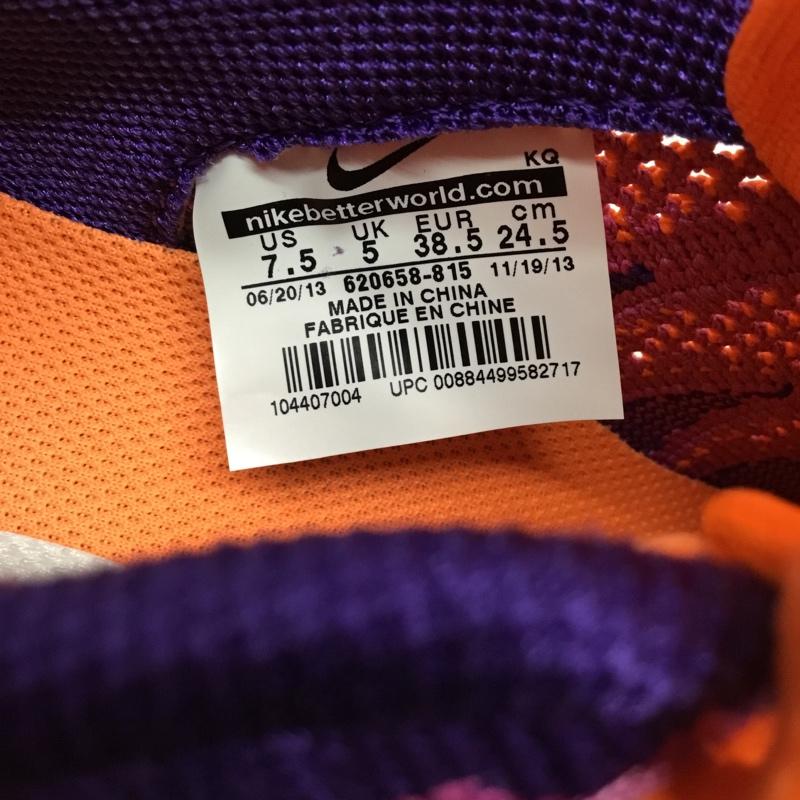 KQ
nikebetterworld.com
US UK EUR cm
7.5 5 38.5 24.5
06/20/13 620658-815 11/19/13
MADE IN CHINA
FABRIQUE EN CHINE
104407004 UPC 00884499582717